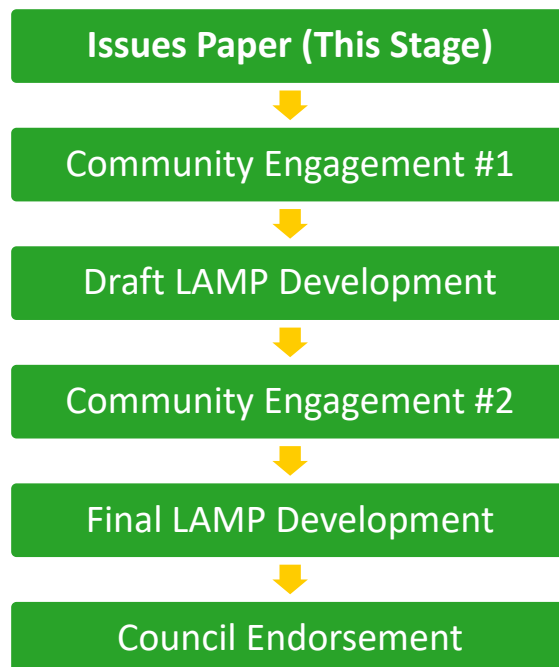 Issues Paper (This Stage)
Community Engagement #1
Draft LAMP Development
Community Engagement #2
Final LAMP Development
Council Endorsement